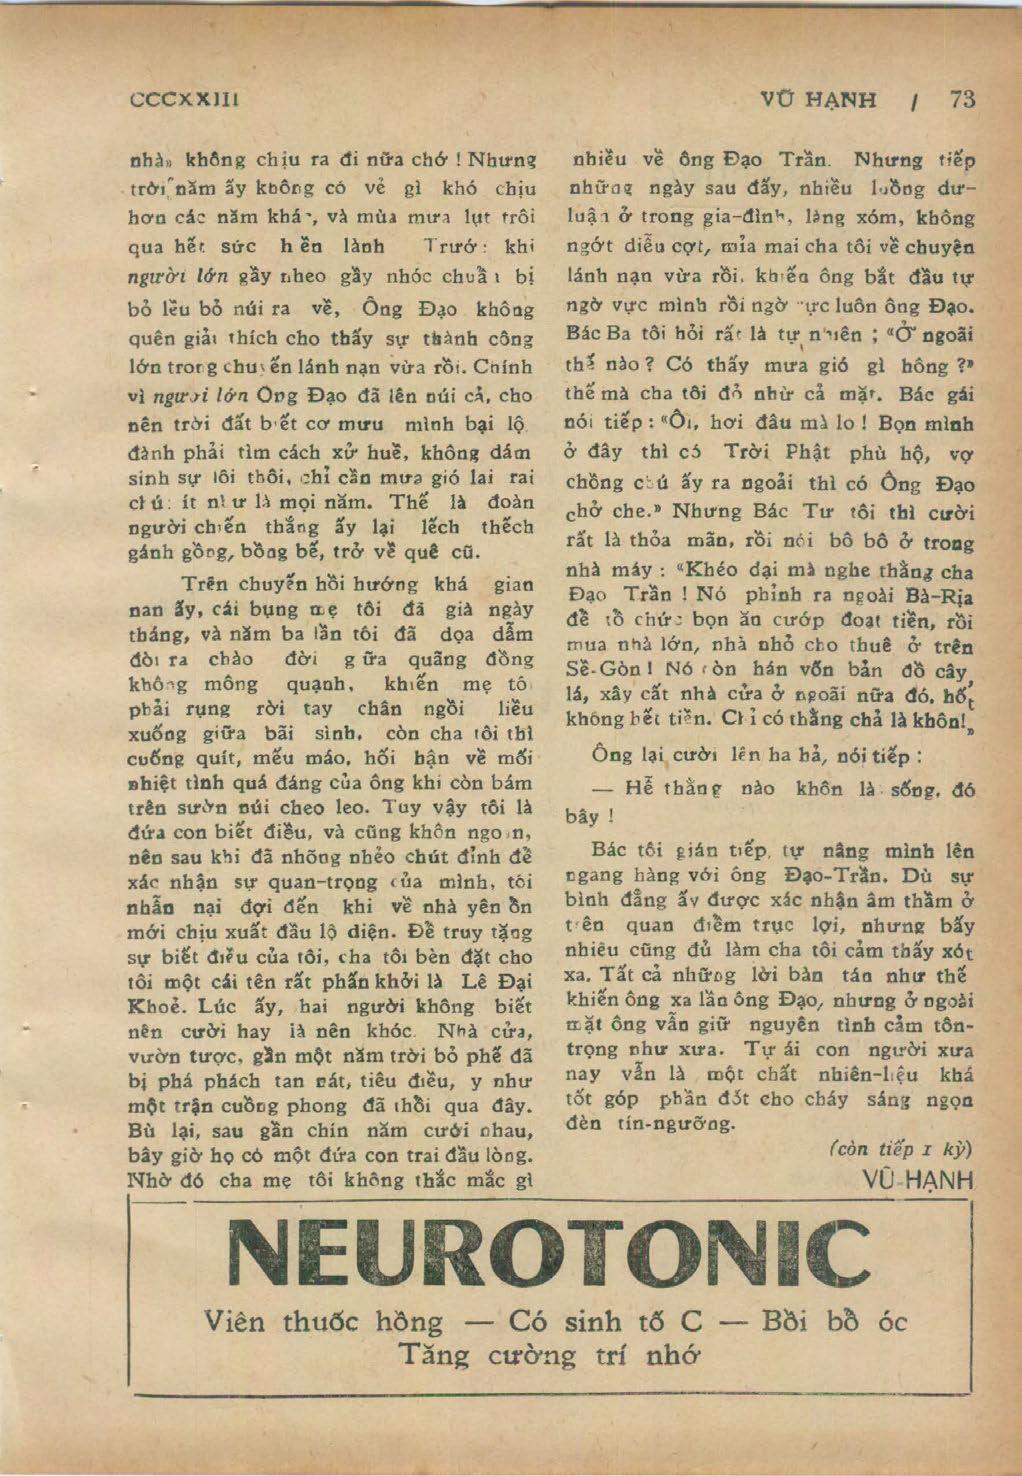 CCCXXIII
VŨ HẠNH / 73
nhà» không chịu ra đi nữa chớ ! Nhưng
trời năm ấy không có vẻ gì khó chịu
hơn các năm khác, và mùa mưa lụt trôi
qua hết sức hiền lành Trước khi
người lớn gầy nheo gầy nhóc chuẩn bị
bỏ lều bỏ núi ra về, Ông Đạo không
quên giải thích cho thấy sự thành công
lớn trong chuyến lánh nạn vừa rồi. Chính
vì người lớn Ông Đạo đã lên núi cả, cho
nên trời đất biết cơ mưu mình bại lộ
đành phải tìm cách xử huề, không dám
sinh sự lôi thôi, chỉ cần mưa gió lai rai
chút ít như là mọi năm. Thế là đoàn
người chiến thắng ấy lại lếch thếch
gánh gồng, bồng bế, trở về quê cũ.
Trên chuyến hồi hướng khá gian
nan ấy, cái bụng mẹ tôi đã già ngày
tháng, và năm ba lần tôi đã dọa dẫm
đòi ra chào đời giữa quãng đồng
không mông quạnh, khiến mẹ tôi
phải rụng rời tay chân ngồi liều
xuống giữa bãi sình, còn cha tôi thì
cuống quít, mếu máo, hối hận về mối
nhiệt tình quá đáng của ông khi còn bám
trên sườn núi cheo leo. Tuy vậy tôi là
đứa con biết điều, và cũng khôn ngoan,
nên sau khi đã nhõng nhẻo chút đỉnh để
xác nhận sự quan-trọng của mình, tôi
nhẫn nại đợi đến khi về nhà yên ổn
mới chịu xuất đầu lộ diện. Để truy tặng
sự biết điều của tôi, cha tôi bèn đặt cho
tôi một cái tên rất phấn khởi là Lê Đại
Khoẻ. Lúc ấy, hai người không biết
nên cười hay là nên khóc. Nhà cửa,
vườn tược, gần một năm trời bỏ phế đã
bị phá phách tan nát, tiêu điều, y như
một trận cuồng phong đã thổi qua đây.
Bù lại, sau gần chín năm cưới nhau,
bây giờ họ có một đứa con trai đầu lòng.
Nhờ đó cha mẹ tôi không thắc mắc gì
nhiều về ông Đạo Trần. Nhưng tiếp
những ngày sau đấy, nhiều luồng dư-
luận ở trong gia-đình, làng xóm, không
ngớt diễu cợt, mỉa mai cha tôi về chuyện
lánh nạn vừa rồi, khiến ông bắt đầu tự
ngờ vực mình rồi ngờ vực luôn ông Đạo.
Bác Ba tôi hỏi rất là tự nhiên ; «Ở ngoãi
thế nào ? Có thấy mưa gió gì hông ?»
thế mà cha tôi đỏ nhừ cả mặt. Bác gái
nói tiếp : «Ôi, hơi đâu mà lo ! Bọn mình
ở đây thì có Trời Phật phù hộ, vợ
chồng chú ấy ra ngoải thì có Ông Đạo
chở che.» Nhưng Bác Tư tôi thì cười
rất là thỏa mãn, rồi nói bô bô ở trong
nhà máy : «Khéo dại mà nghe thằng cha
Đạo Trần ! Nó phỉnh ra ngoài Bà-Rịa
để tổ chức bọn ăn cướp đoạt tiền, rồi
mua nhà lớn, nhà nhỏ cho thuê ở trên
Sề-Gòn ! Nó còn hán vốn bản đồ cây,
lá, xây cất nhà cửa ở ngoãi nữa đó, hốt
không hết tiền. Chỉ có thằng chả là khôn!»
Ông lại cười lên ha hả, nói tiếp :
— Hễ thằng nào khôn là sống, đó
bây !
Bác tôi gián tiếp, tự nâng mình lên
ngang hàng với ông Đạo-Trần. Dù sự
bình đẳng ấy được xác nhận âm thầm ở
trên quan điểm trục lợi, nhưng bấy
nhiêu cũng đủ làm cha tôi cảm thấy xót
xa. Tất cả những lời bàn tán như thế
khiến ông xa lần ông Đạo, nhưng ở ngoài
mặt ông vẫn giữ nguyên tình cảm tôn-
trọng như xưa. Tự ái con người xưa
nay vẫn là một chất nhiên-liệu khá
tốt góp phần đốt cho cháy sáng ngọn
đèn tín-ngưỡng.
(còn tiếp 1 kỳ)
VŨ-HẠNH
NEUROTONIC
Viên thuốc hồng — Có sinh tố C — Bồi bổ óc
Tăng cường trí nhớ